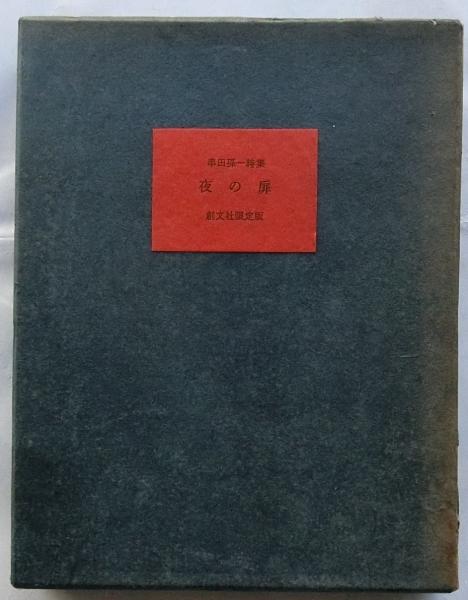 串田孫一詩集
夜の扉
創文社限定版